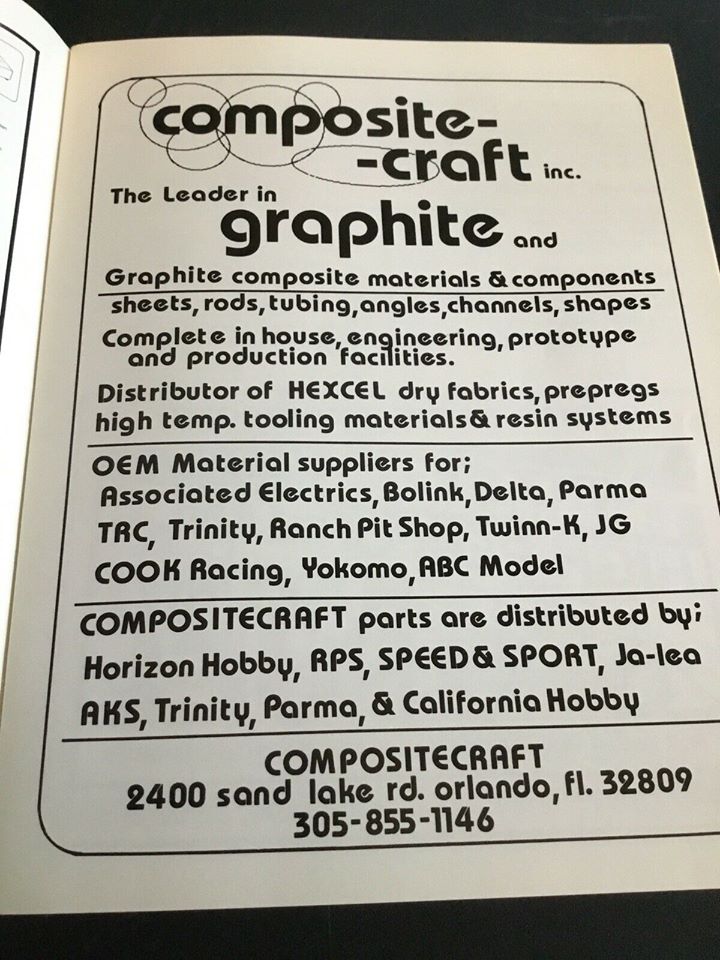 composite-
-craft inc.
The Leader in
graphite and
Graphite composite materials & components
sheets, rods, tubing, angles, channels, shapes
Complete in house, engineering, prototype
and production facilities.
Distributor of HEXCEL dry fabrics, prepregs
high temp. tooling materials & resin systems
OEM Material suppliers for;
Associated Electrics, Bolink, Delta, Parma
TRC, Trinity, Ranch Pit Shop, Twinn-K, JG
COOK Racing, Yokomo, ABC Model
COMPOSITECRAFT parts are distributed by;
Horizon Hobby, RPS, SPEED & SPORT, Ja-lea
AKS, Trinity, Parma, & California Hobby
COMPOSITECRAFT
2400 sand lake rd. orlando, fl. 32809
305-855-1146